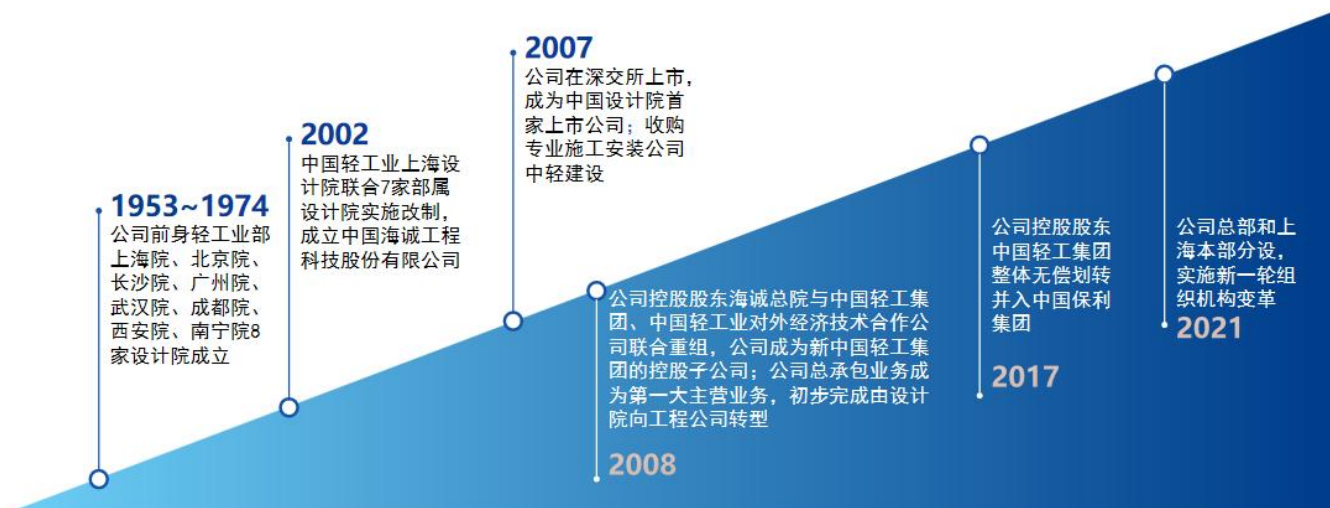 1953~1974
公司前身轻工业部
上海院、北京院、
长沙院、广州院、
武汉院、成都院、
西安院、南宁院8
家设计院成立
2002
中国轻工业上海设
计院联合7家部属
设计院实施改制，
成立中国海诚工程
科技股份有限公司
2007
公司在深交所上市，
成为中国设计院首
家上市公司；收购
专业施工安装公司
中轻建设
公司控股股东海诚总院与中国轻工集
团、中国轻工业对外经济技术合作公
司联合重组，公司成为新中国轻工集
团的控股子公司；公司总承包业务成
为第一大主营业务，初步完成由设计
院向工程公司转型
2008
公司控股股东
中国轻工集团
整体无偿划转
并入中国保利
集团
2017
公司总部和上
海本部分设，
实施新一轮组
织机构变革
2021